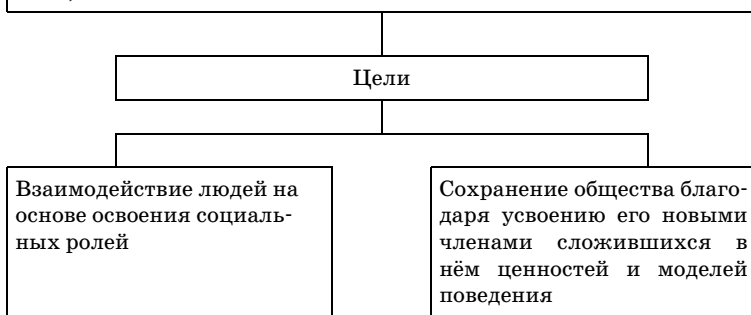 Цели
Взаимодействие людей на
основе освоения социаль-
ных ролей
Сохранение общества благо-
даря усвоению его новыми
членами сложившихся в
нём ценностей и моделей
поведения